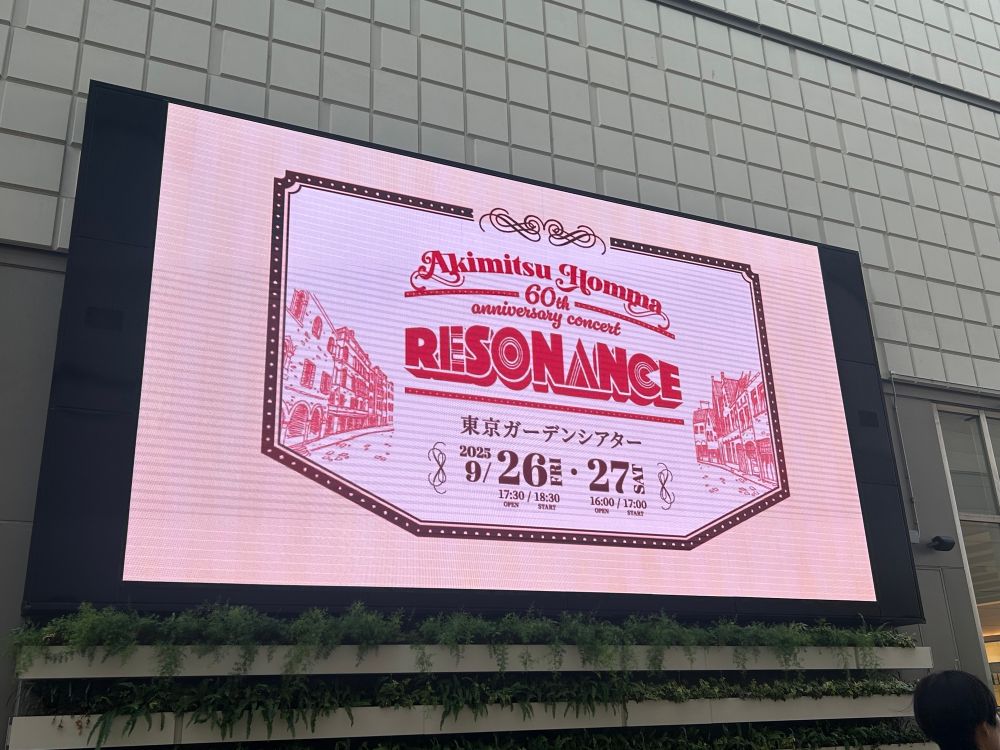 Akimitsu Homma
60th
anniversary concert
RESONANCE
東京ガーデンシアター
2025
9/26 FRI・27 SAT
17:30 / 18:30 16:00 / 17:00
OPEN START OPEN START